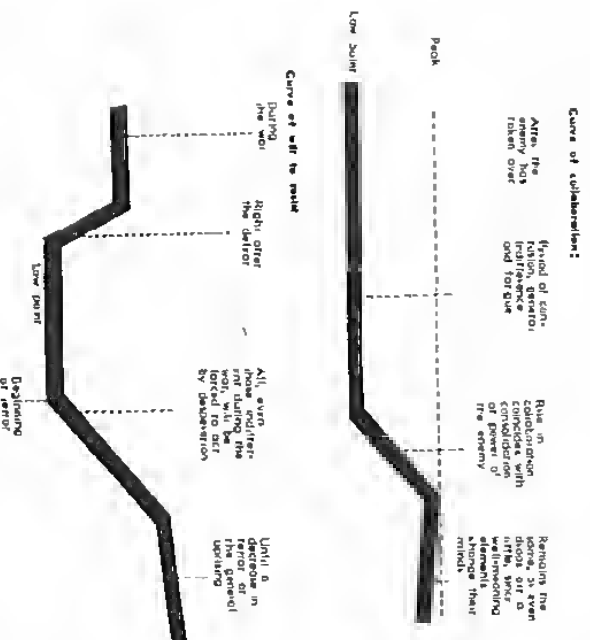 Curve of collaboration:
After the
enemy has
taken over
Period of con-
fusion, general
indifference
and fatigue
Rise in
collaboration
coincides with
consolidation
of power of
the enemy
Remains the
same, or even
drops off a
little, since
well-meaning
elements
change their
minds
Peak
Low point
Curve of will to resist
During
the war
Right after
the defeat
All, even
those indiffer-
ent during the
war, will be
forced to act
by desperation
Until a
decrease in
terror or
the general
uprising
Low point
Beginning
of terror